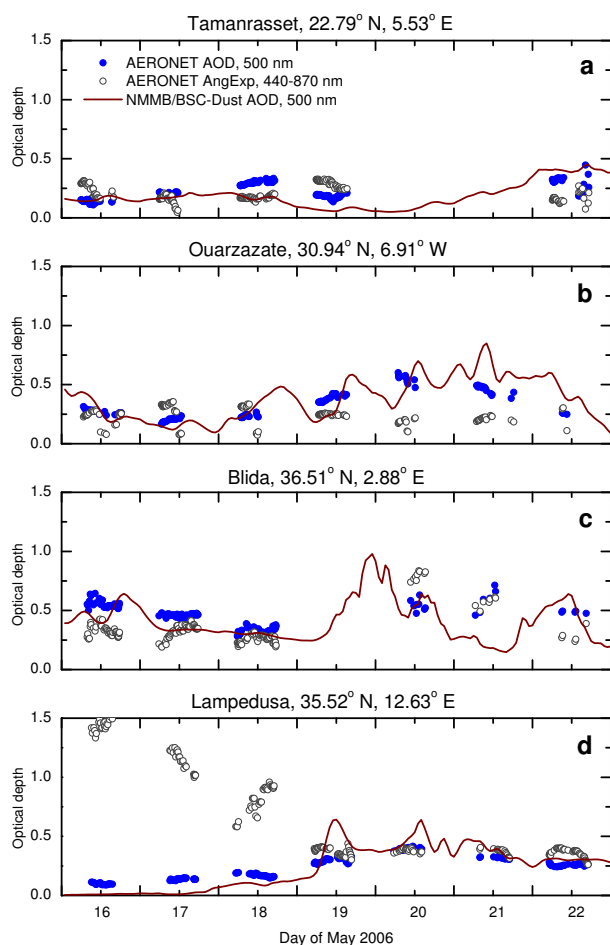 Tamanrasset, 22.79° N, 5.53° E
1.5
AERONET AOD, 500 nm
a
AERONET AngExp, 440-870 nm
NMMB/BSC-Dust AOD, 500 nm
1.0
Optical depth
0.5
0.0
Ouarzazate, 30.94° N, 6.91° W
1.5
b
1.0
Optical depth
0.5
0.0
Blida, 36.51° N, 2.88° E
1.5
c
1.0
Optical depth
0.5
0.0
Lampedusa, 35.52° N, 12.63° E
1.5
d
1.0
Optical depth
0.5
0.0
16 17 18 19 20 21 22
Day of May 2006